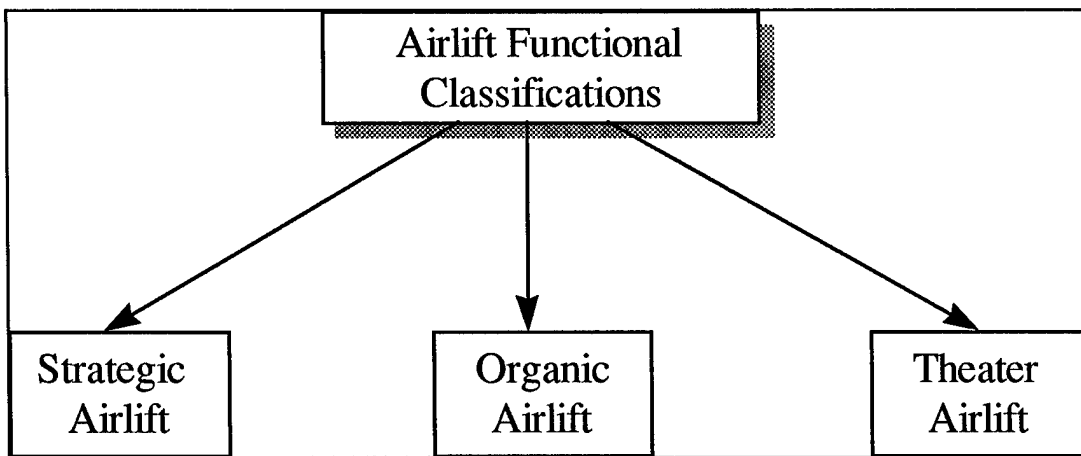 Airlift Functional
Classifications
Strategic
Airlift
Organic
Airlift
Theater
Airlift